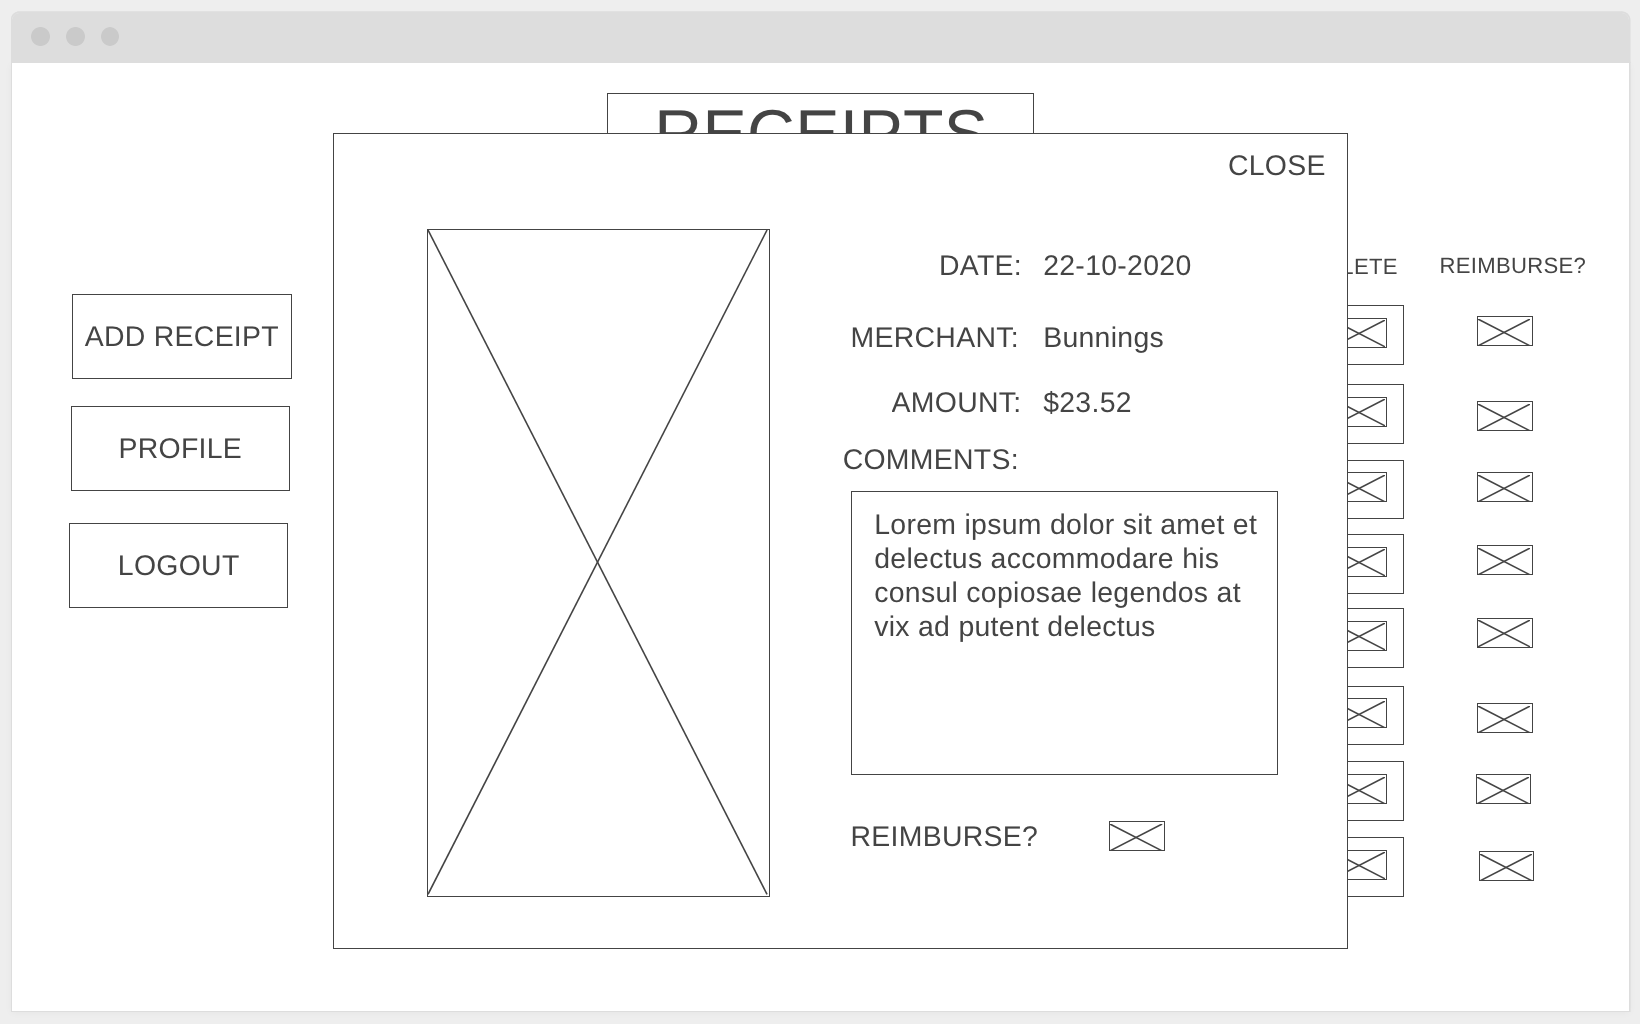 RECEIPTS
CLOSE
DATE: 22-10-2020
LETE
REIMBURSE?
ADD RECEIPT
MERCHANT: Bunnings
AMOUNT: $23.52
PROFILE
COMMENTS:
Lorem ipsum dolor sit amet et
delectus accommodare his
consul copiosae legendos at
vix ad putent delectus
LOGOUT
REIMBURSE?